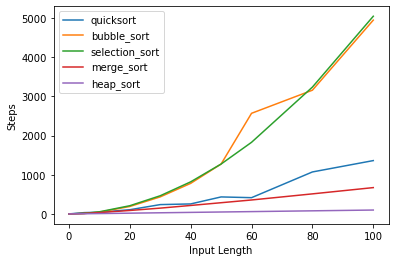 quicksort
bubble_sort
selection_sort
merge_sort
heap_sort
5000
4000
3000
2000
1000
0
Steps
0 20 40 60 80 100
Input Length